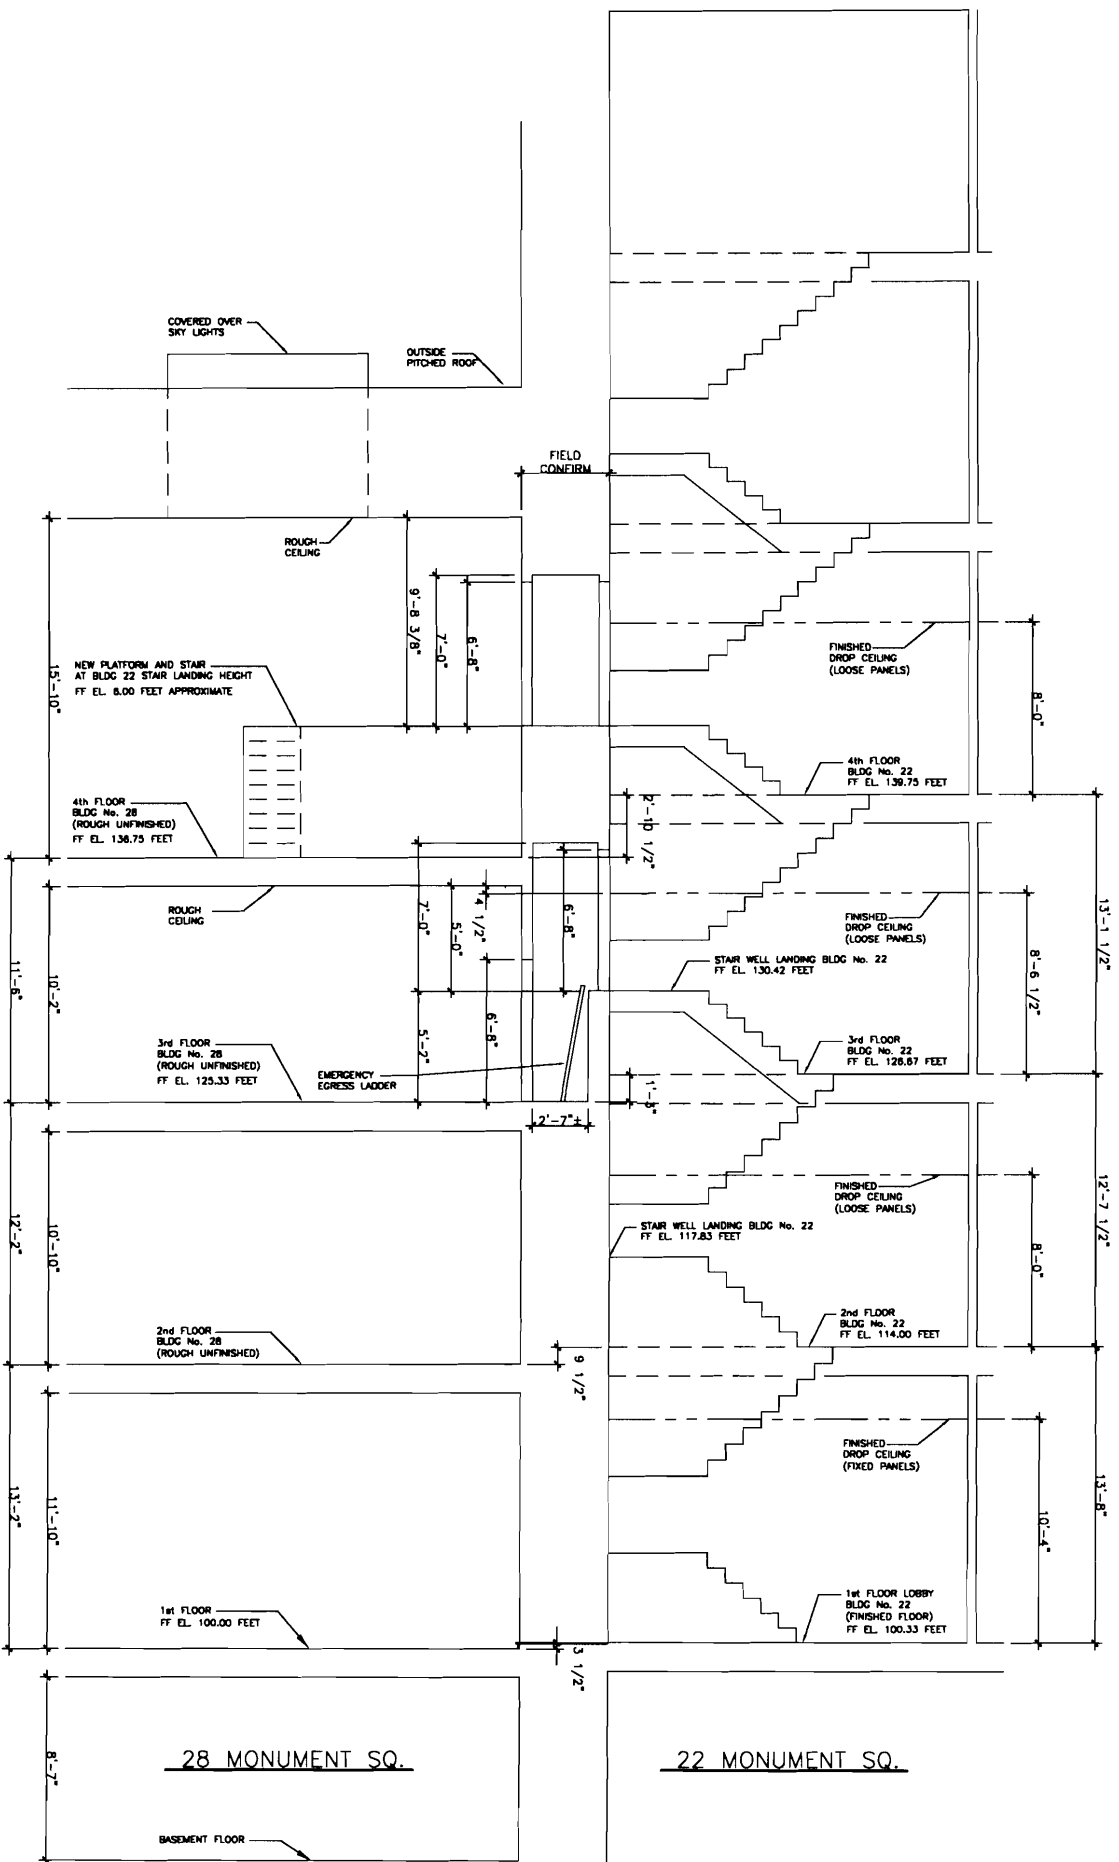 COVERED OVER
SKY LIGHTS
OUTSIDE
PITCHED ROOF
FIELD
CONFIRM
ROUGH
CEILING
9'-8 3/8"
7'-0"
6'-8"
15'-10"
NEW PLATFORM AND STAIR
AT BLDG 22 STAIR LANDING HEIGHT
FF EL. 6.00 FEET APPROXIMATE
FINISHED
DROP CEILING
(LOOSE PANELS)
8'-0"
4th FLOOR
BLDG No. 22
FF EL. 139.75 FEET
4th FLOOR
BLDG No. 28
(ROUGH UNFINISHED)
FF EL. 136.75 FEET
2'-10 1/2"
ROUGH
CEILING
7'-0"
5'-0"
4 1/2"
6'-8"
FINISHED
DROP CEILING
(LOOSE PANELS)
13'-1 1/2"
8'-6 1/2"
STAIR WELL LANDING BLDG No. 22
FF EL. 130.42 FEET
11'-6"
10'-2"
5'-2"
6'-8"
3rd FLOOR
BLDG No. 28
(ROUGH UNFINISHED)
FF EL. 125.33 FEET
EMERGENCY
EGRESS LADDER
3rd FLOOR
BLDG No. 22
FF EL. 126.67 FEET
1'-3"
2'-7"±
FINISHED
DROP CEILING
(LOOSE PANELS)
12'-7 1/2"
8'-0"
12'-2"
10'-10"
STAIR WELL LANDING BLDG No. 22
FF EL. 117.83 FEET
2nd FLOOR
BLDG No. 28
(ROUGH UNFINISHED)
2nd FLOOR
BLDG No. 22
FF EL. 114.00 FEET
9 1/2"
FINISHED
DROP CEILING
(FIXED PANELS)
13'-8"
10'-4"
13'-2"
11'-10"
1st FLOOR
FF EL. 100.00 FEET
1st FLOOR LOBBY
BLDG No. 22
(FINISHED FLOOR)
FF EL. 100.33 FEET
3 1/2"
8'-7"
28 MONUMENT SQ.
22 MONUMENT SQ.
BASEMENT FLOOR